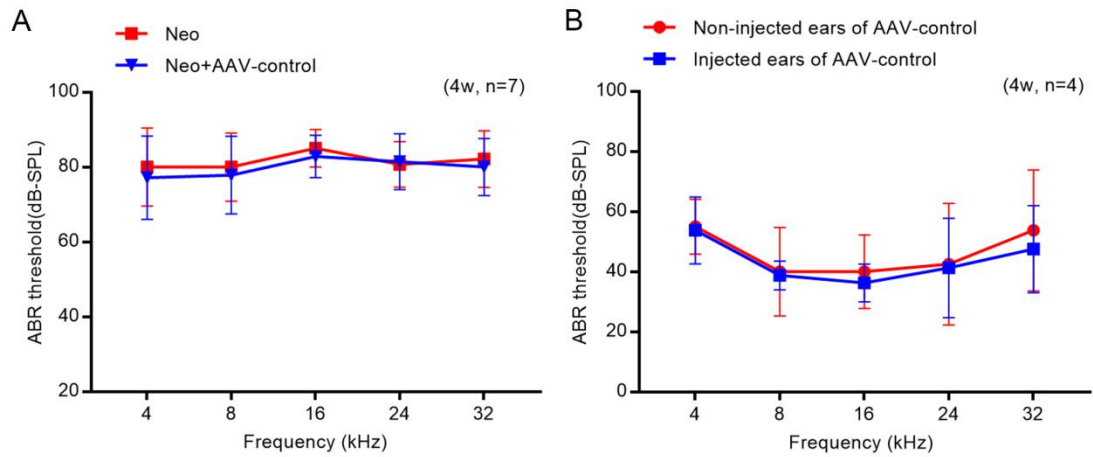 A
Neo
Neo+AAV-control
(4w, n=7)
ABR threshold(dB-SPL)
100
80
60
40
20
4 8 16 24 32
Frequency (kHz)
B
Non-injected ears of AAV-control
Injected ears of AAV-control
(4w, n=4)
ABR threshold(dB-SPL)
100
80
60
40
20
0
4 8 16 24 32
Frequency (kHz)